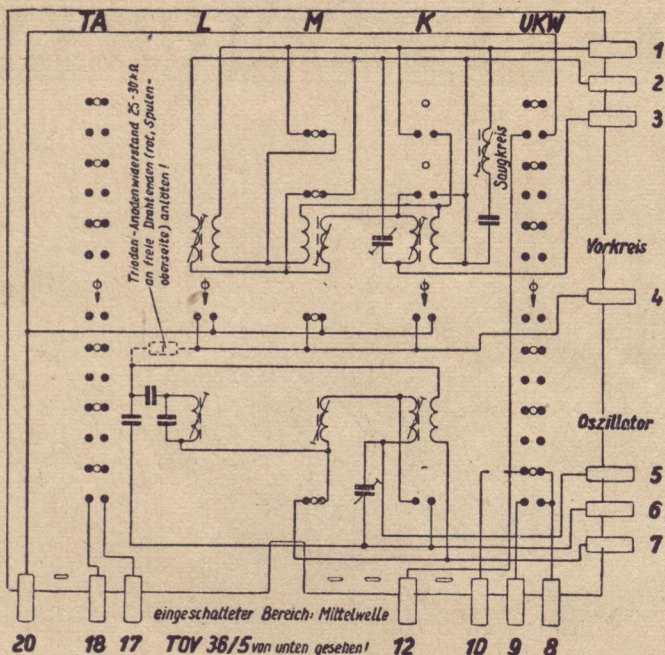 TA L M K UKW
Trioden-Anodenwiderstand 25-30kΩ
an freie Drahtenden (rot, Spulen-
oberseite) anlöten!
Saugkreis
1
2
3
Vorkreis
4
Oszillator
5
6
7
eingeschalteter Bereich: Mittelwelle
20 18 17 TOV 36/5 von unten gesehen! 12 10 9 8